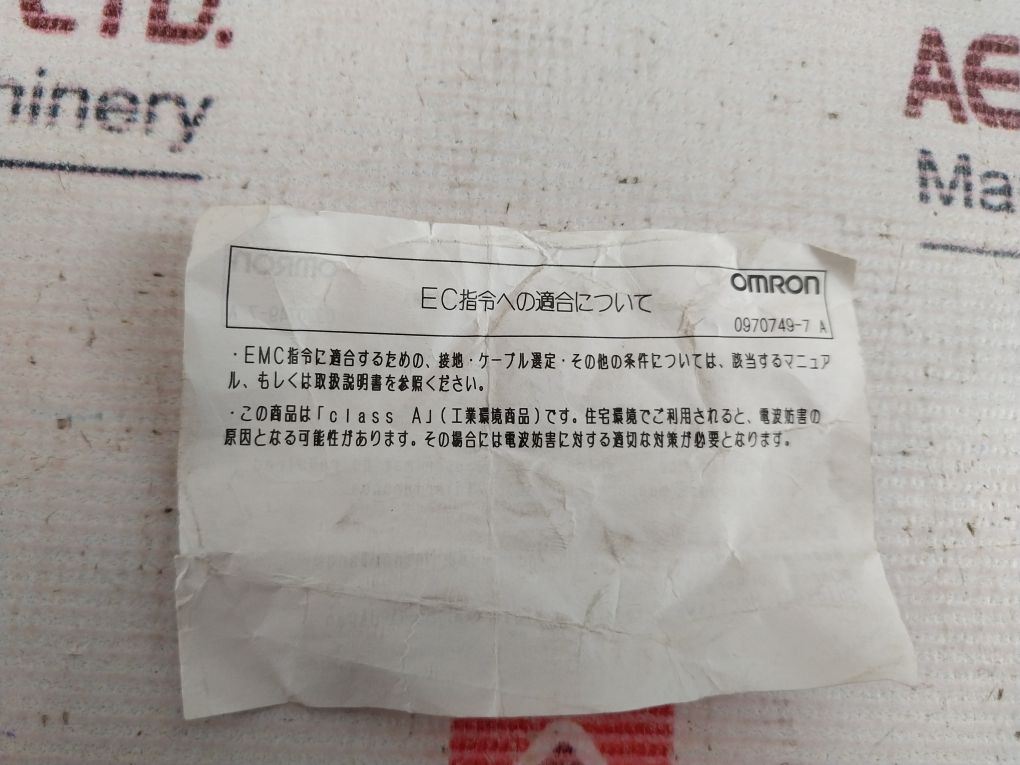 LTD.
hinery
AE
Ma
EC指令への適合について
OMRON
0970749-7 A
・EMC指令に適合するための、接地・ケーブル選定・その他の条件については、該当するマニュア
ル、もしくは取扱説明書を参照ください。
・この商品は「class A」(工業環境商品)です。住宅環境でご利用されると、電波妨害の
原因となる可能性があります。その場合には電波妨害に対する適切な対策が必要となります。